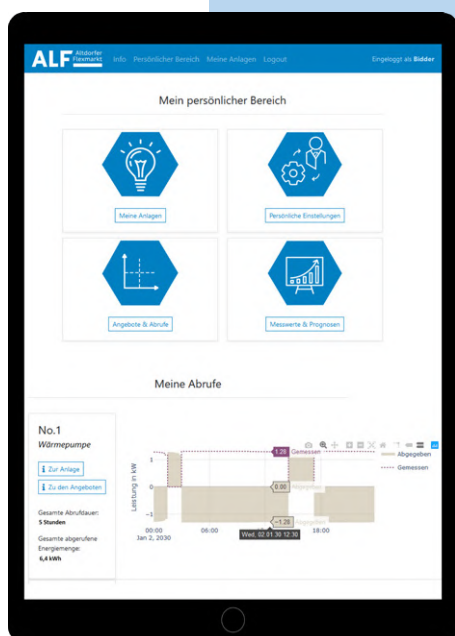 ALF Altdorfer Flexmarkt Info Persönlicher Bereich Meine Anlagen Logout Eingeloggt als Bidder
Mein persönlicher Bereich
Meine Anlagen
Persönliche Einstellungen
Angebote & Abrufe
Messwerte & Prognosen
Meine Abrufe
No.1
Wärmepumpe
i Zur Anlage
i Zu den Angeboten
Gesamte Abrufdauer:
5 Stunden
Gesamte abgerufene
Energiemenge:
6,4 kWh
Leistung in kW
1
0
−1
1.28 Gemessen
0.00 Abgegeben
−1.28 Abgegeben
00:00
Jan 2, 2030
06:00
18:00
Wed, 02.01.30 12:30
Abgegeben
Gemessen